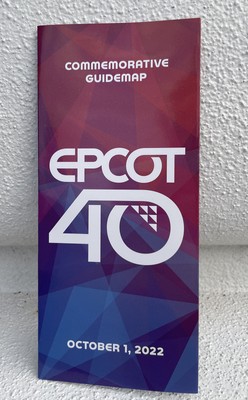 COMMEMORATIVE
GUIDEMAP
EPCOT
40
OCTOBER 1, 2022